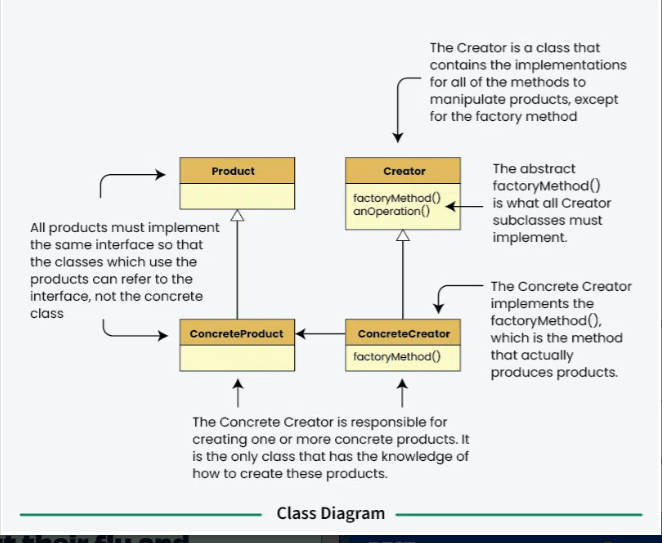 The Creator is a class that
contains the implementations
for all of the methods to
manipulate products, except
for the factory method
Product
Creator
factoryMethod()
anOperation()
The abstract
factoryMethod()
is what all Creator
subclasses must
implement.
All products must implement
the same interface so that
the classes which use the
products can refer to the
interface, not the concrete
class
The Concrete Creator
implements the
factoryMethod(),
which is the method
that actually
produces products.
ConcreteProduct
ConcreteCreator
factoryMethod()
The Concrete Creator is responsible for
creating one or more concrete products. It
is the only class that has the knowledge of
how to create these products.
Class Diagram